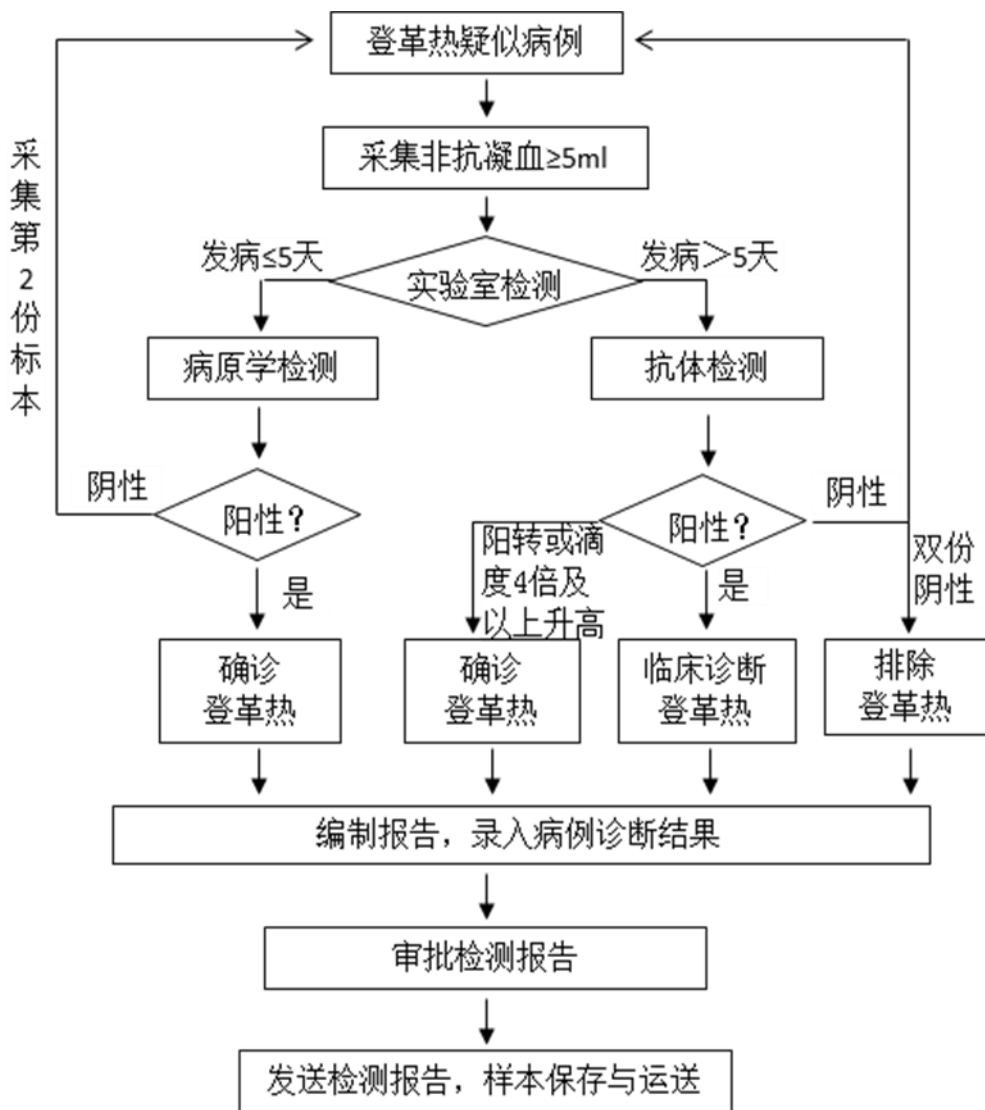 登革热疑似病例
采集非抗凝血≥5ml
采
集
第
2
份
标
本
发病≤5天
实验室检测
发病＞5天
病原学检测
抗体检测
阴性
阳性？
阳性？
阴性
阳转或滴
度4倍及
以上升高
双份
阴性
是
是
确诊
登革热
确诊
登革热
临床诊断
登革热
排除
登革热
编制报告，录入病例诊断结果
审批检测报告
发送检测报告，样本保存与运送